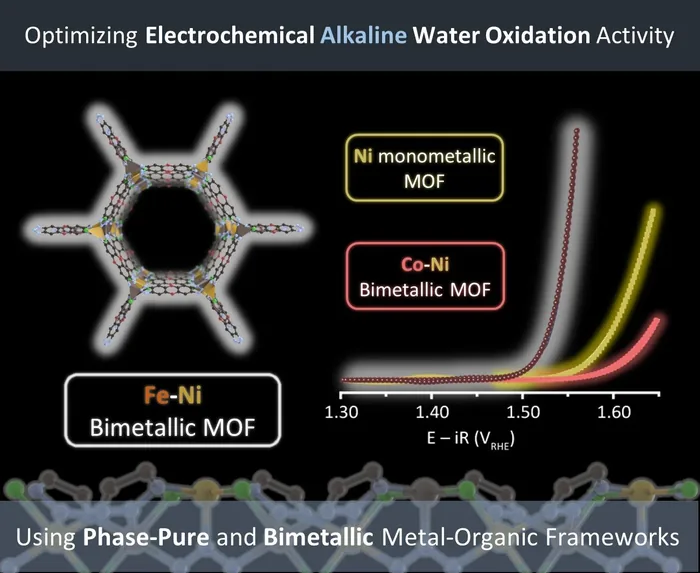 Optimizing Electrochemical Alkaline Water Oxidation Activity
Ni monometallic
MOF
Co-Ni
Bimetallic MOF
Fe-Ni
Bimetallic MOF
1.30 1.40 1.50 1.60
E – iR (VRHE)
Using Phase-Pure and Bimetallic Metal-Organic Frameworks